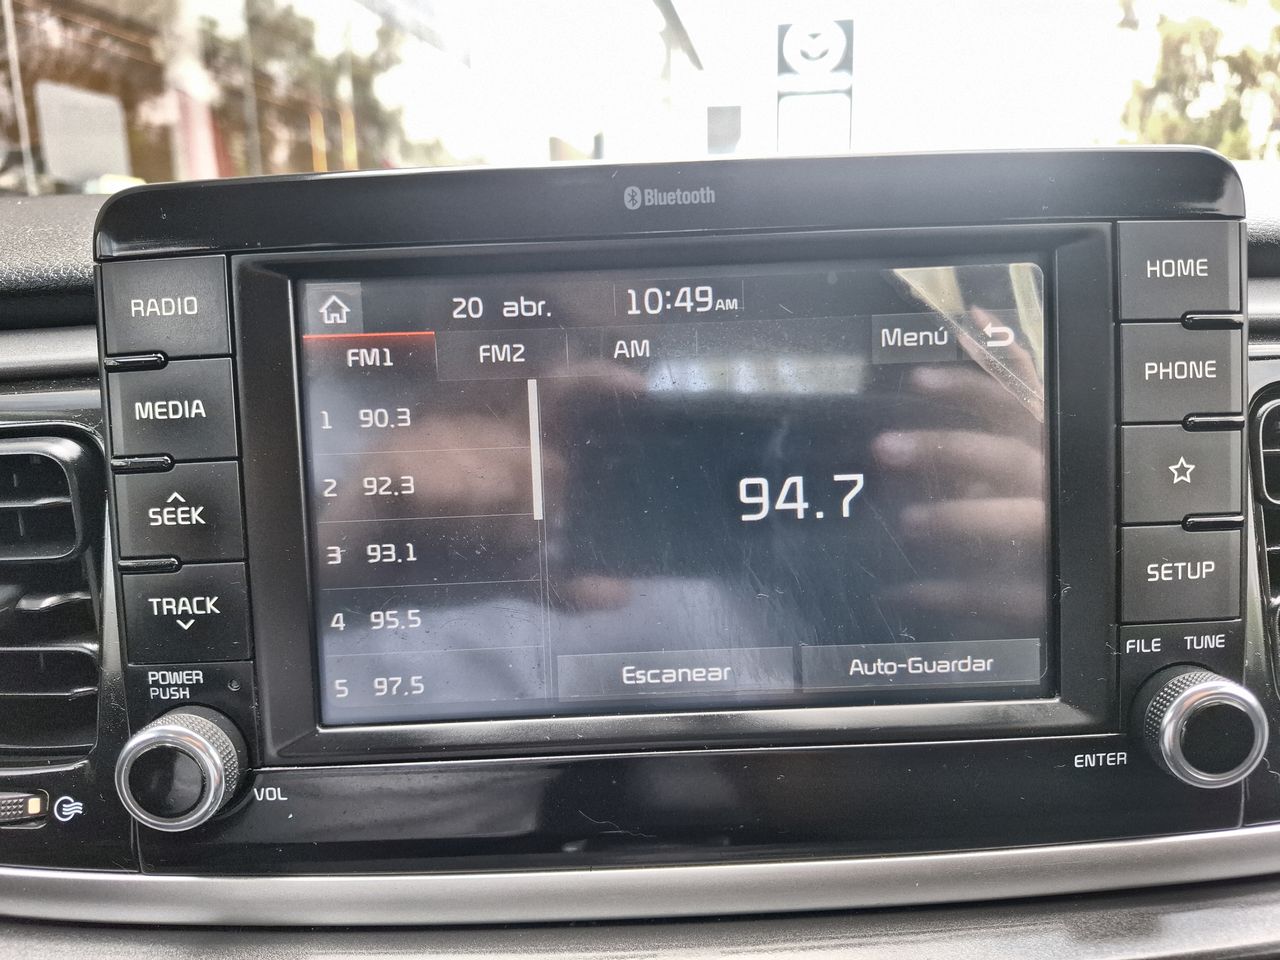 Bluetooth
RADIO
MEDIA
SEEK
TRACK
POWER
PUSH
VOL
20 abr.
10:49AM
FM1
FM2
AM
Menú
1 90.3
2 92.3
3 93.1
4 95.5
5 97.5
94.7
Escanear
Auto-Guardar
HOME
PHONE
SETUP
FILE TUNE
ENTER